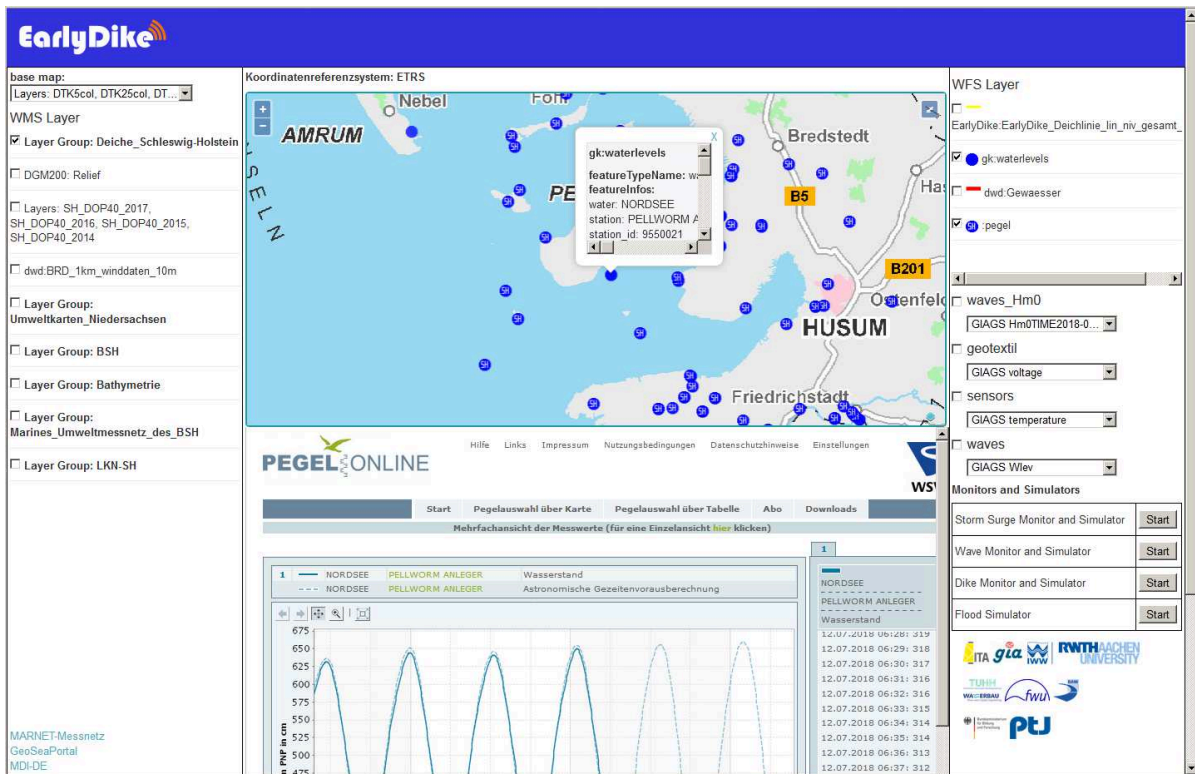 EarlyDike
base map:
Layers: DTK5col, DTK25col, DT...
WMS Layer
Layer Group: Deiche_Schleswig-Holstein
DGM200: Relief
Layers: SH_DOP40_2017,
SH_DOP40_2016, SH_DOP40_2015,
SH_DOP40_2014
dwd:BRD_1km_winddaten_10m
Layer Group:
Umweltkarten_Niedersachsen
Layer Group: BSH
Layer Group: Bathymetrie
Layer Group:
Marines_Umweltmessnetz_des_BSH
Layer Group: LKN-SH
MARNET-Messnetz
GeoSeaPortal
MDI-DE
Koordinatenreferenzsystem: ETRS
+
−
Nebel
AMRUM
Bredstedt
B5
B201
HUSUM
Friedrichstadt
X
gk:waterlevels
featureTypeName: wa
featureInfos:
water: NORDSEE
station: PELLWORM A
station_id: 9550021
PEGEL ONLINE
Hilfe Links Impressum Nutzungsbedingungen Datenschutzhinweise Einstellungen
Start Pegelauswahl über Karte Pegelauswahl über Tabelle Abo Downloads
Mehrfachansicht der Messwerte (für eine Einzelansicht hier klicken)
1 NORDSEE PELLWORM ANLEGER Wasserstand
NORDSEE PELLWORM ANLEGER Astronomische Gezeitenvorausberechnung
675
650
625
600
575
550
525
500
475
1
NORDSEE
PELLWORM ANLEGER
Wasserstand
12.07.2018 06:28: 319
12.07.2018 06:29: 318
12.07.2018 06:30: 317
12.07.2018 06:31: 316
12.07.2018 06:32: 316
12.07.2018 06:33: 315
12.07.2018 06:34: 314
12.07.2018 06:35: 314
12.07.2018 06:36: 313
12.07.2018 06:37: 312
WFS Layer
EarlyDike:EarlyDike_Deichlinie_lin_niv_gesamt_
gk:waterlevels
dwd:Gewaesser
SH :pegel
waves_Hm0
GIAGS Hm0TIME2018-0...
geotextil
GIAGS voltage
sensors
GIAGS temperature
waves
GIAGS Wlev
Monitors and Simulators
Storm Surge Monitor and Simulator Start
Wave Monitor and Simulator Start
Dike Monitor and Simulator Start
Flood Simulator Start
ITA gia IWW RWTH AACHEN
UNIVERSITY
TUHH
WASSERBAU fwu
PtJ